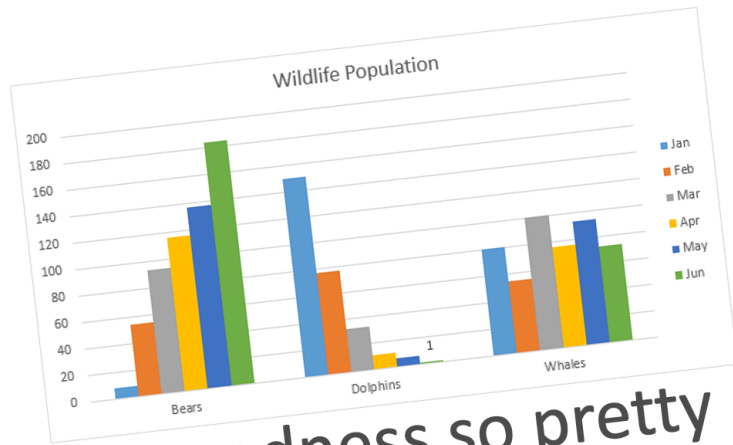 Wildlife Population
200
180
160
140
120
100
80
60
40
20
0
1
Bears
Dolphins
Whales
Jan
Feb
Mar
Apr
May
Jun
so pretty